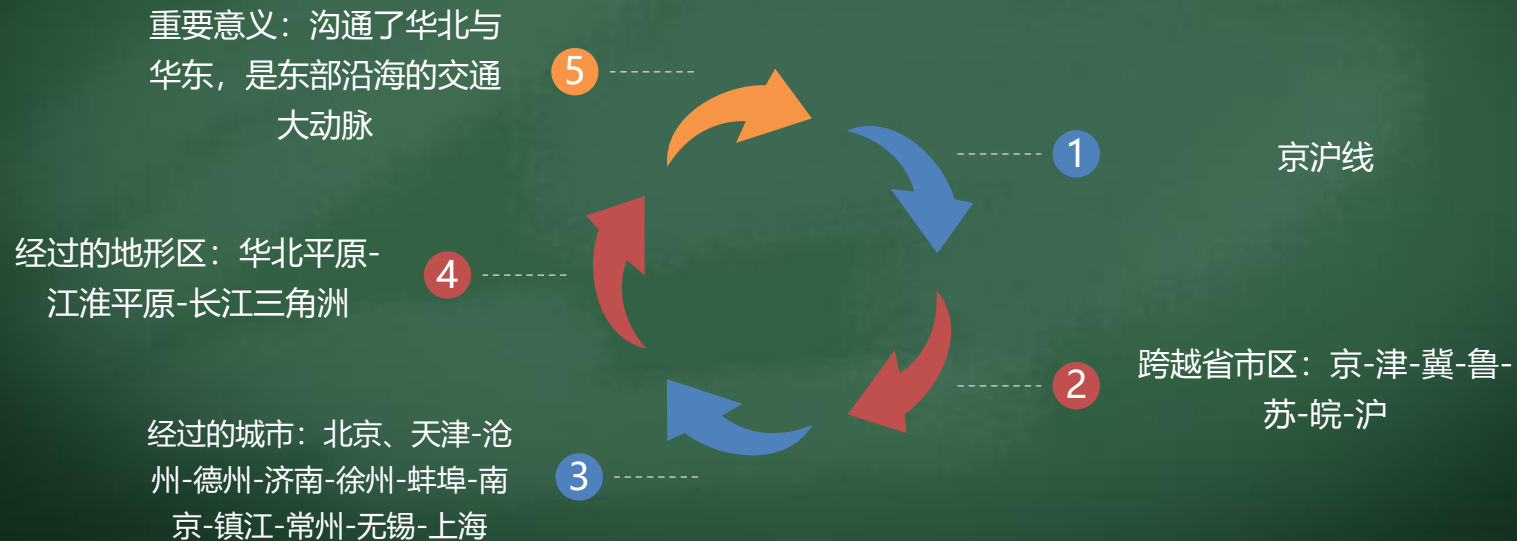 重要意义：沟通了华北与
华东，是东部沿海的交通
大动脉
5
1
京沪线
经过的地形区：华北平原-
江淮平原-长江三角洲
4
2
跨越省市区：京-津-冀-鲁-
苏-皖-沪
经过的城市：北京、天津-沧
州-德州-济南-徐州-蚌埠-南
京-镇江-常州-无锡-上海
3